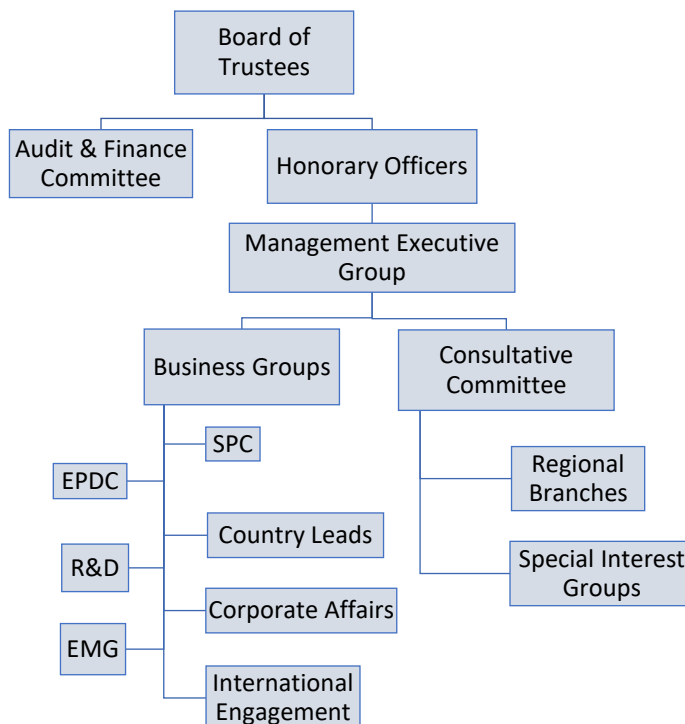 Board of
Trustees
Audit & Finance
Committee
Honorary Officers
Management Executive
Group
Business Groups
Consultative
Committee
SPC
EPDC
Regional
Branches
Country Leads
R&D
Special Interest
Groups
Corporate Affairs
EMG
International
Engagement